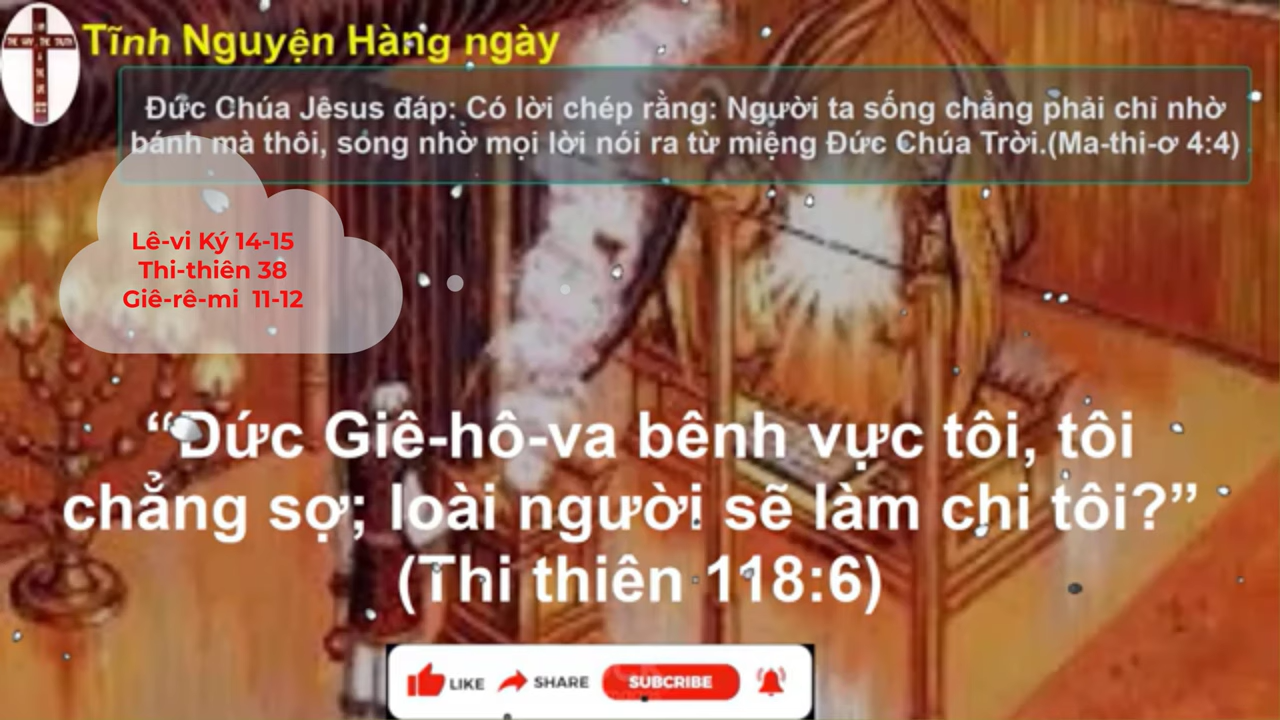 Tĩnh Nguyện Hàng ngày
Đức Chúa Jêsus đáp: Có lời chép rằng: Người ta sống chẳng phải chỉ nhờ
bánh mà thôi, sống nhờ mọi lời nói ra từ miệng Đức Chúa Trời.(Ma-thi-ơ 4:4)
Lê-vi Ký 14-15
Thi-thiên 38
Giê-rê-mi 11-12
“Đức Giê-hô-va bênh vực tôi, tôi
chẳng sợ; loài người sẽ làm chi tôi?”
(Thi thiên 118:6)
LIKE SHARE SUBCRIBE